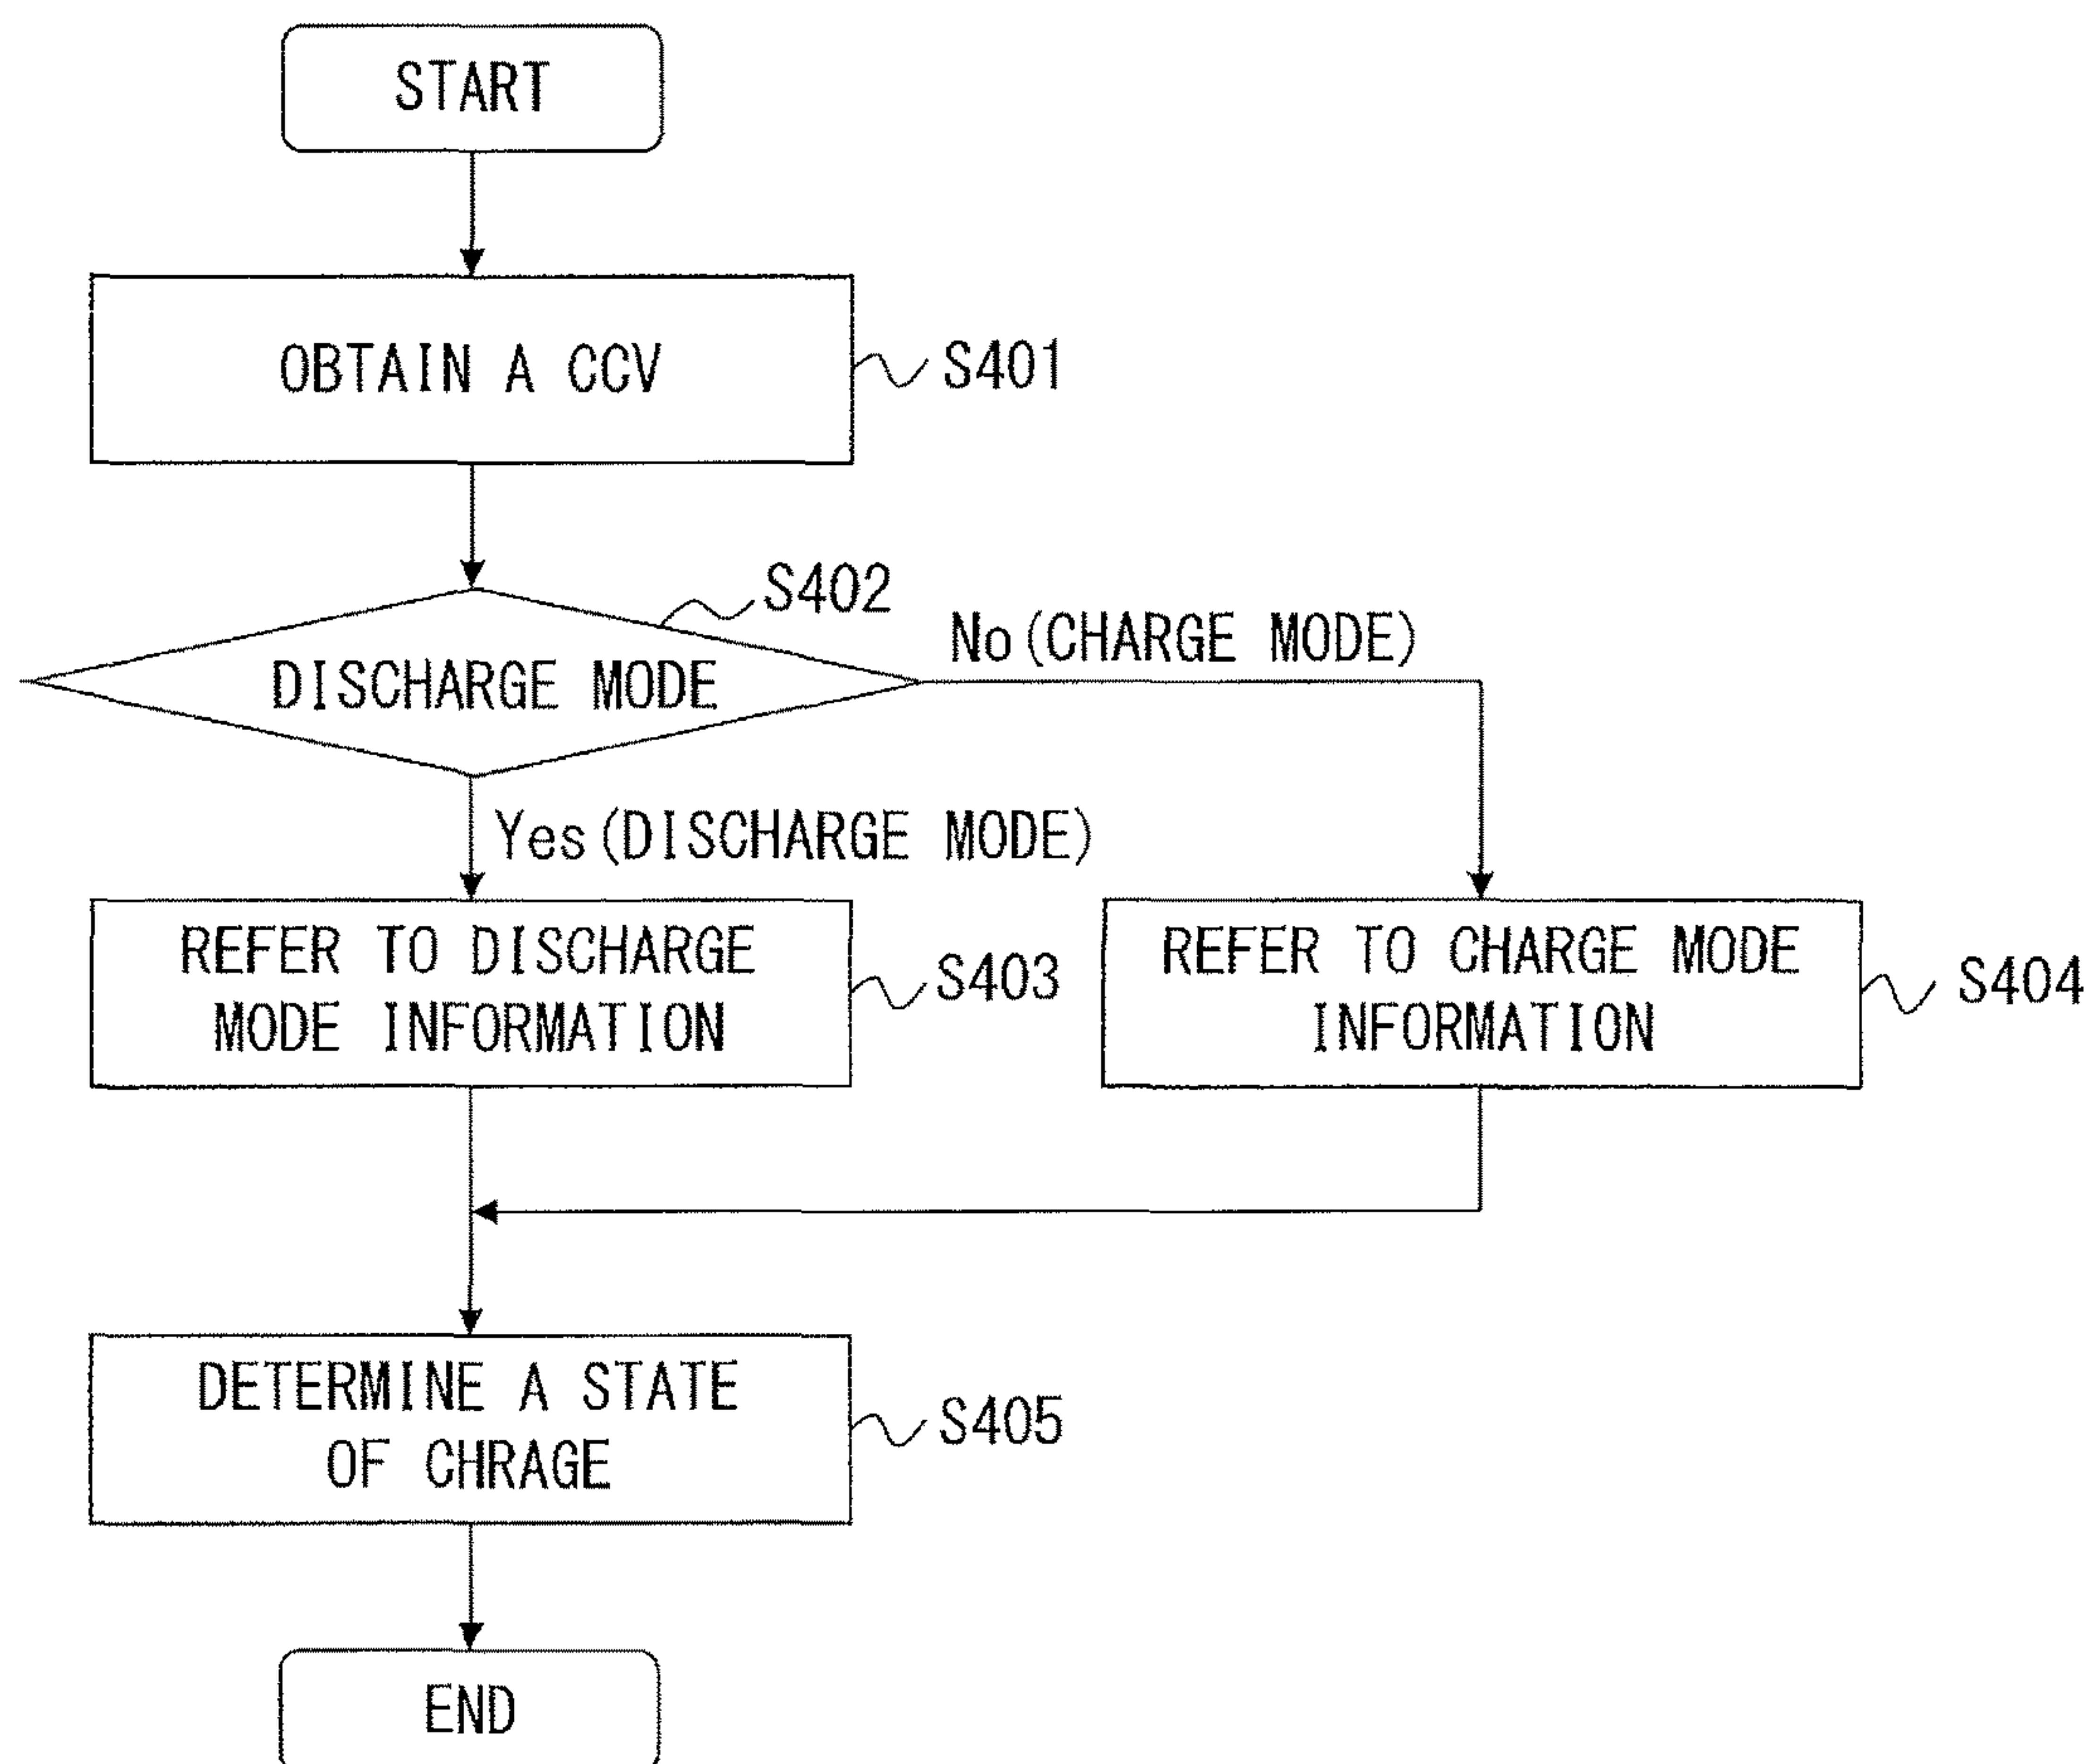 START
OBTAIN A CCV
S401
S402
DISCHARGE MODE
No(CHARGE MODE)
Yes(DISCHARGE MODE)
REFER TO DISCHARGE
MODE INFORMATION
S403
REFER TO CHARGE MODE
INFORMATION
S404
DETERMINE A STATE
OF CHRAGE
S405
END